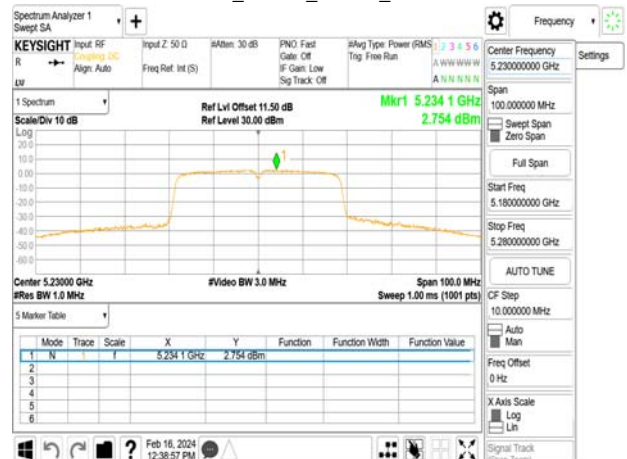 Spectrum Analyzer 1
Swept SA
Frequency
KEYSIGHT
R
Input: RF
Coupling: DC
Align: Auto
Input Z: 50 Ω
Freq Ref: Int (S)
#Atten: 30 dB
PNO: Fast
Gate: Off
IF Gain: Low
Sig Track: Off
#Avg Type: Power (RMS
Trig: Free Run
1 2 3 4 5 6
A W W W W W
A N N N N N
Center Frequency
5.230000000 GHz
Settings
Span
100.000000 MHz
Swept Span
Zero Span
Full Span
Start Freq
5.180000000 GHz
Stop Freq
5.280000000 GHz
AUTO TUNE
CF Step
10.000000 MHz
Auto
Man
Freq Offset
0 Hz
X Axis Scale
Log
Lin
Signal Track
1 Spectrum
Scale/Div 10 dB
Ref Lvl Offset 11.50 dB
Ref Level 30.00 dBm
Mkr1 5.234 1 GHz
2.754 dBm
Log
20.0
10.0
0.00
-10.0
-20.0
-30.0
-40.0
-50.0
-60.0
1
Center 5.23000 GHz
#Res BW 1.0 MHz
#Video BW 3.0 MHz
Span 100.0 MHz
Sweep 1.00 ms (1001 pts)
5 Marker Table
Mode Trace Scale X Y Function Function Width Function Value
1 N 1 f 5.234 1 GHz 2.754 dBm
2
3
4
5
6
?
Feb 16, 2024
12:38:57 PM